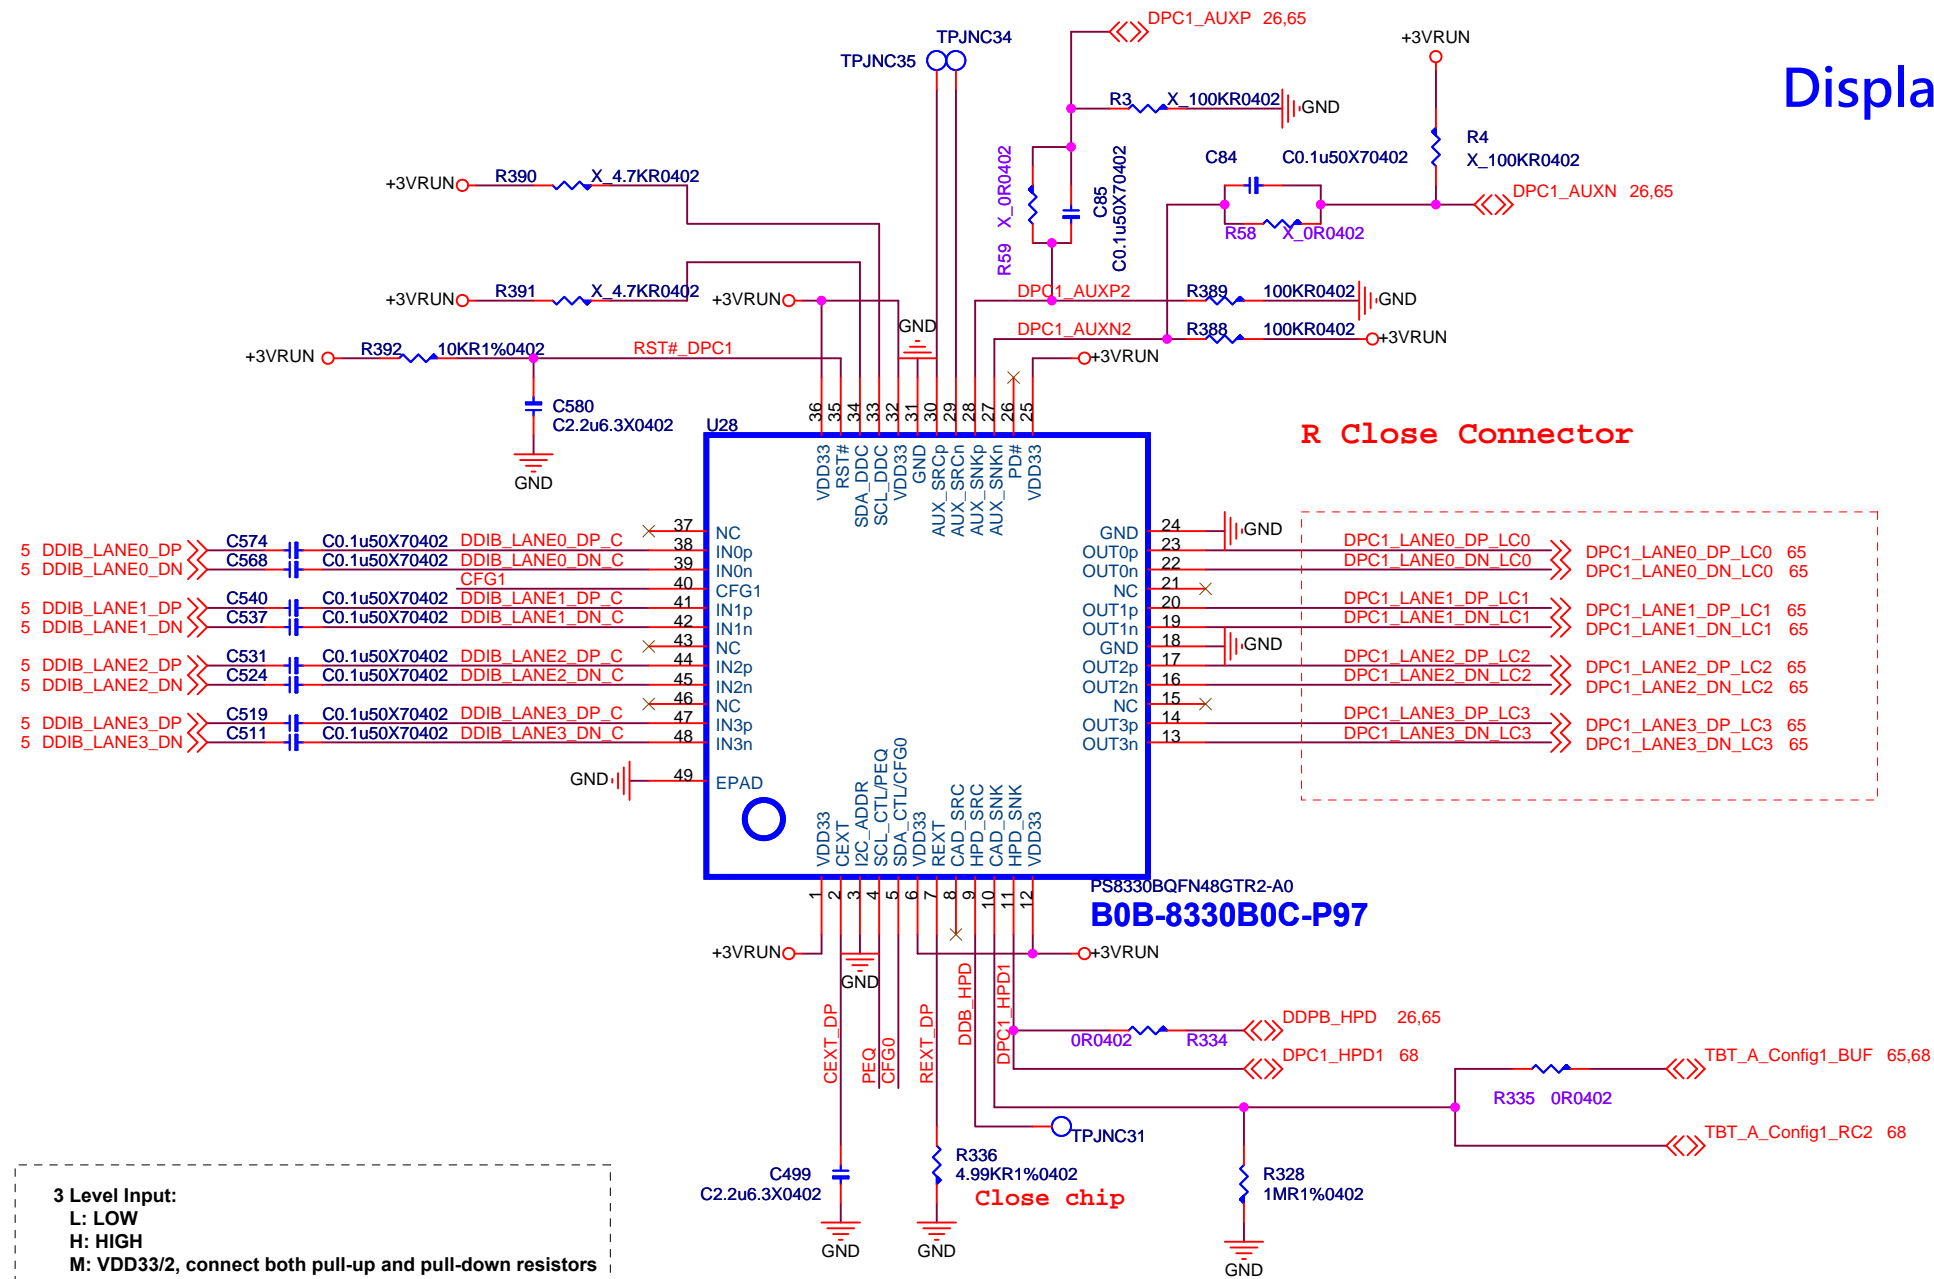 DPC1_AUXP 26,65
TPJNC34
TPJNC35
+3VRUN
Displa
R3 X_100KR0402 GND
R4
X_100KR0402
C84 C0.1u50X70402
R59 X_0R0402
C85
C0.1u50X70402
+3VRUN R390 X_4.7KR0402
DPC1_AUXN 26,65
R58 X_0R0402
+3VRUN R391 X_4.7KR0402 +3VRUN
DPC1_AUXP2 R389 100KR0402 GND
GND
DPC1_AUXN2 R388 100KR0402 +3VRUN
+3VRUN R392 10KR1%0402 RST#_DPC1
+3VRUN
C580
C2.2u6.3X0402
GND
36 35 34 33 32 31 30 29 28 27 26 25
U28
R Close Connector
VDD33 RST# SDA_DDC SCL_DDC VDD33 GND AUX_SRCp AUX_SRCn AUX_SNKp AUX_SNKn PD# VDD33
37 NC
5 DDIB_LANE0_DP C574 C0.1u50X70402 DDIB_LANE0_DP_C 38 IN0p
5 DDIB_LANE0_DN C568 C0.1u50X70402 DDIB_LANE0_DN_C 39 IN0n
CFG1 40 CFG1
5 DDIB_LANE1_DP C540 C0.1u50X70402 DDIB_LANE1_DP_C 41 IN1p
5 DDIB_LANE1_DN C537 C0.1u50X70402 DDIB_LANE1_DN_C 42 IN1n
43 NC
5 DDIB_LANE2_DP C531 C0.1u50X70402 DDIB_LANE2_DP_C 44 IN2p
5 DDIB_LANE2_DN C524 C0.1u50X70402 DDIB_LANE2_DN_C 45 IN2n
46 NC
5 DDIB_LANE3_DP C519 C0.1u50X70402 DDIB_LANE3_DP_C 47 IN3p
5 DDIB_LANE3_DN C511 C0.1u50X70402 DDIB_LANE3_DN_C 48 IN3n
GND 49 EPAD
GND 24 GND
OUT0p 23 DPC1_LANE0_DP_LC0 DPC1_LANE0_DP_LC0 65
OUT0n 22 DPC1_LANE0_DN_LC0 DPC1_LANE0_DN_LC0 65
NC 21
OUT1p 20 DPC1_LANE1_DP_LC1 DPC1_LANE1_DP_LC1 65
OUT1n 19 DPC1_LANE1_DN_LC1 DPC1_LANE1_DN_LC1 65
GND 18 GND
OUT2p 17 DPC1_LANE2_DP_LC2 DPC1_LANE2_DP_LC2 65
OUT2n 16 DPC1_LANE2_DN_LC2 DPC1_LANE2_DN_LC2 65
NC 15
OUT3p 14 DPC1_LANE3_DP_LC3 DPC1_LANE3_DP_LC3 65
OUT3n 13 DPC1_LANE3_DN_LC3 DPC1_LANE3_DN_LC3 65
VDD33 CEXT I2C_ADDR SCL_CTL/PEQ SDA_CTL/CFG0 VDD33 REXT CAD_SRC HPD_SRC CAD_SNK HPD_SNK VDD33
1 2 3 4 5 6 7 8 9 10 11 12
PS8330BQFN48GTR2-A0
B0B-8330B0C-P97
+3VRUN GND +3VRUN
CEXT_DP PEQ CFG0 REXT_DP DDB_HPD DPC1_HPD1
0R0402 R334 DDPB_HPD 26,65
DPC1_HPD1 68
TBT_A_Config1_BUF 65,68
R335 0R0402
TPJNC31
TBT_A_Config1_RC2 68
C499
C2.2u6.3X0402
GND
R336
4.99KR1%0402
Close chip
GND
R328
1MR1%0402
GND
3 Level Input:
L: LOW
H: HIGH
M: VDD33/2, connect both pull-up and pull-down resistors